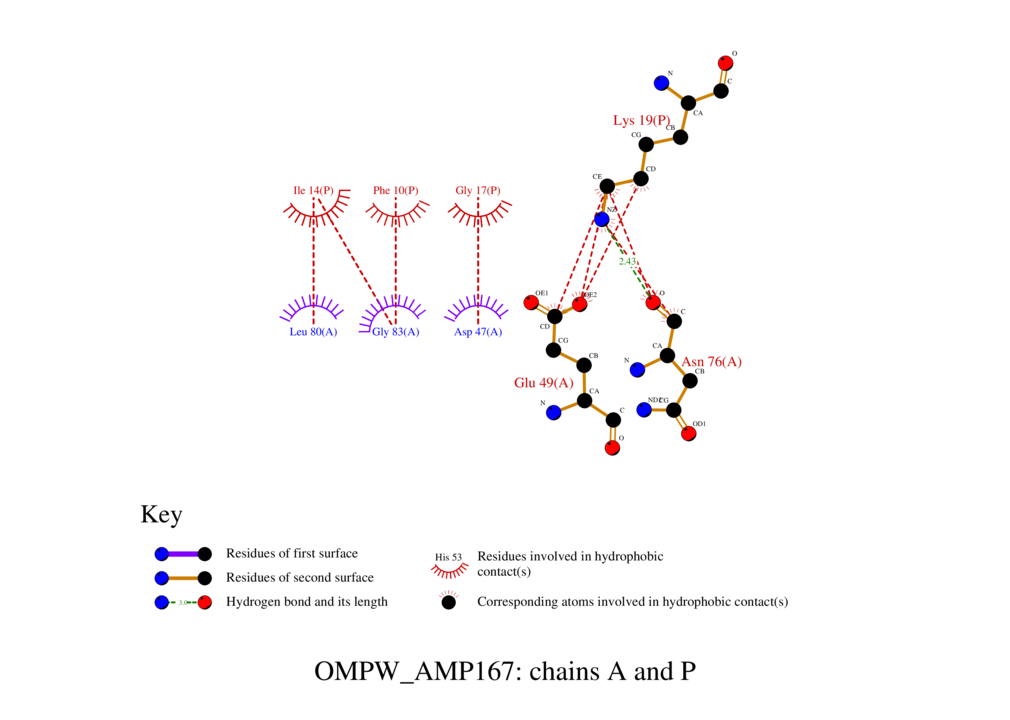 O
N
C
CA
Lys 19(P)
CB
CG
CD
CE
Ile 14(P) Phe 10(P) Gly 17(P)
NZ
2.43
OE1 OE2 O
C
CD
Leu 80(A) Gly 83(A) Asp 47(A)
CG CA
CB N Asn 76(A)
CB
Glu 49(A)
CA
N ND2 CG
C
OD1
O
Key
Residues of first surface
Residues of second surface
3.0 Hydrogen bond and its length
His 53 Residues involved in hydrophobic
contact(s)
Corresponding atoms involved in hydrophobic contact(s)
OMPW_AMP167: chains A and P